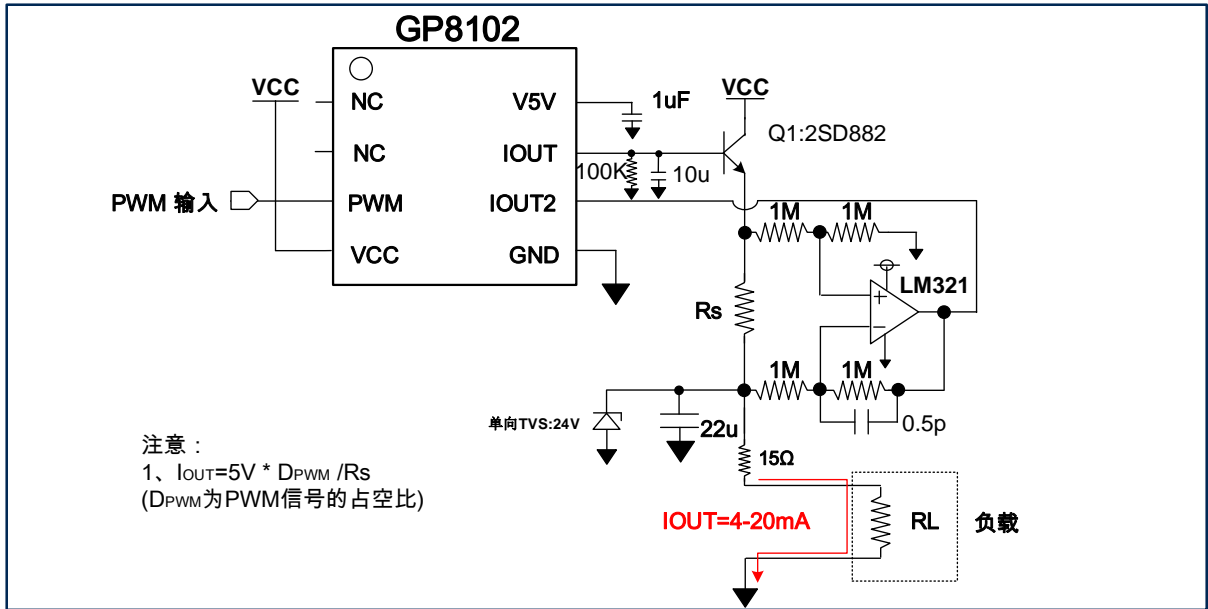 GP8102
VCC
NC
V5V
1uF
VCC
Q1:2SD882
NC
IOUT
100K
10u
PWM 输入
PWM
IOUT2
1M
1M
VCC
GND
LM321
+
Rs
−
1M
1M
单向TVS:24V
22u
0.5p
15Ω
注意：
1、IOUT=5V * DPWM /Rs
(DPWM为PWM信号的占空比)
IOUT=4-20mA
RL
负载